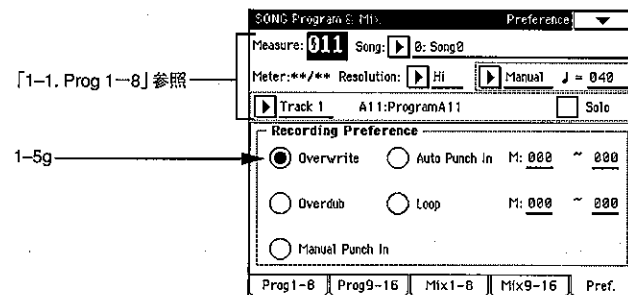 SONG Program & Mix. Preference
Measure: 011 Song: 0: Song0
「1–1. Prog 1–8」参照
Meter:**/** Resolution: Hi Manual ♩ = 040
Track 1 A11:ProgramA11 Solo
Recording Preference
1–5g
Overwrite Auto Punch In M: 000 ~ 000
Overdub Loop M: 000 ~ 000
Manual Punch In
Prog1-8 Prog9-16 Mix1-8 Mix9-16 Pref.